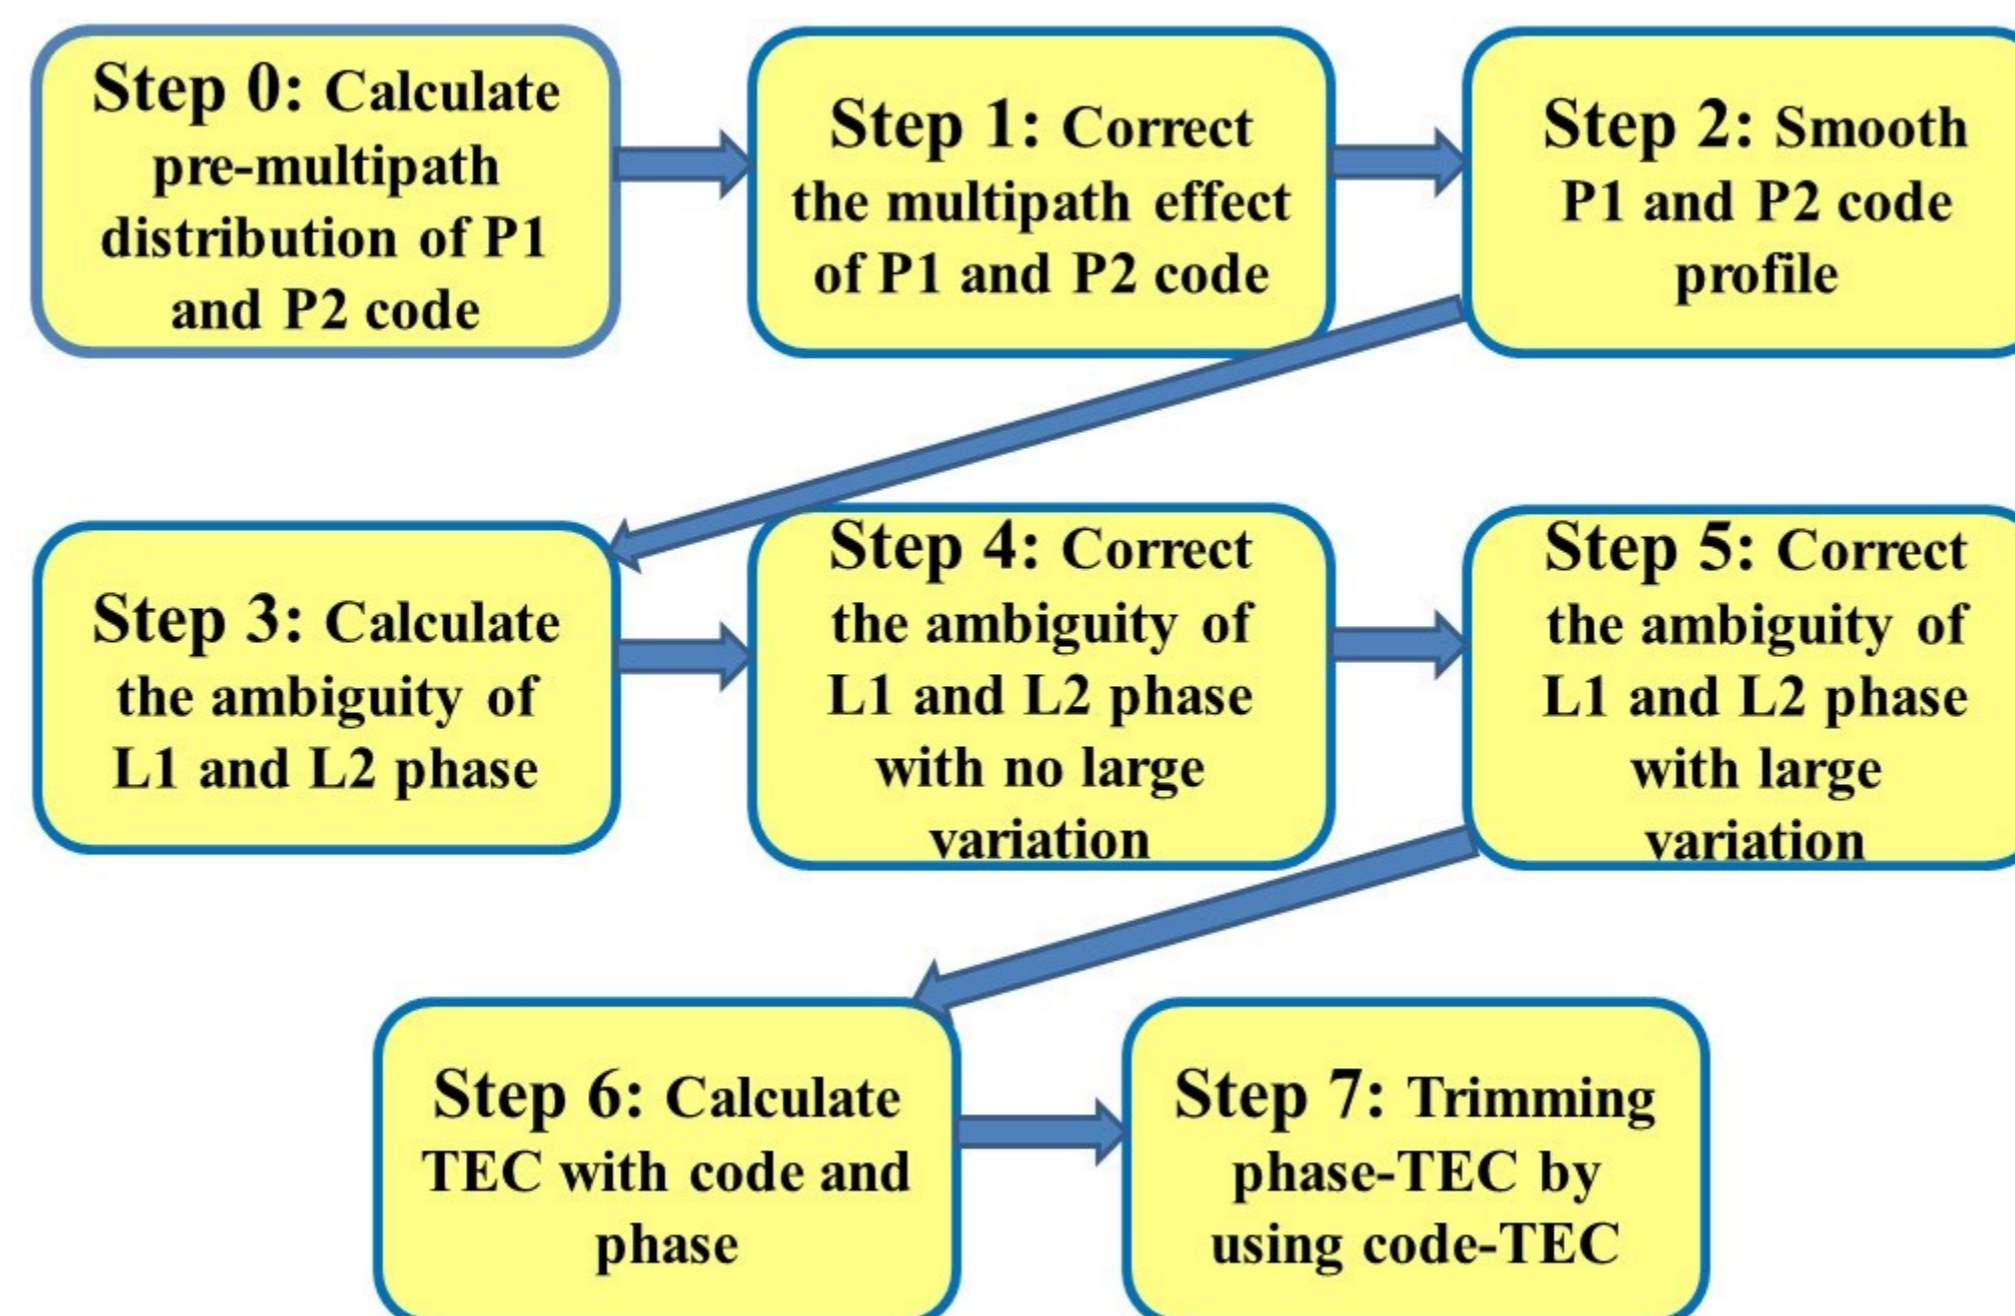 Step 0: Calculate
pre-multipath
distribution of P1
and P2 code
Step 1: Correct
the multipath effect
of P1 and P2 code
Step 2: Smooth
P1 and P2 code
profile
Step 3: Calculate
the ambiguity of
L1 and L2 phase
Step 4: Correct
the ambiguity of
L1 and L2 phase
with no large
variation
Step 5: Correct
the ambiguity of
L1 and L2 phase
with large
variation
Step 6: Calculate
TEC with code and
phase
Step 7: Trimming
phase-TEC by
using code-TEC